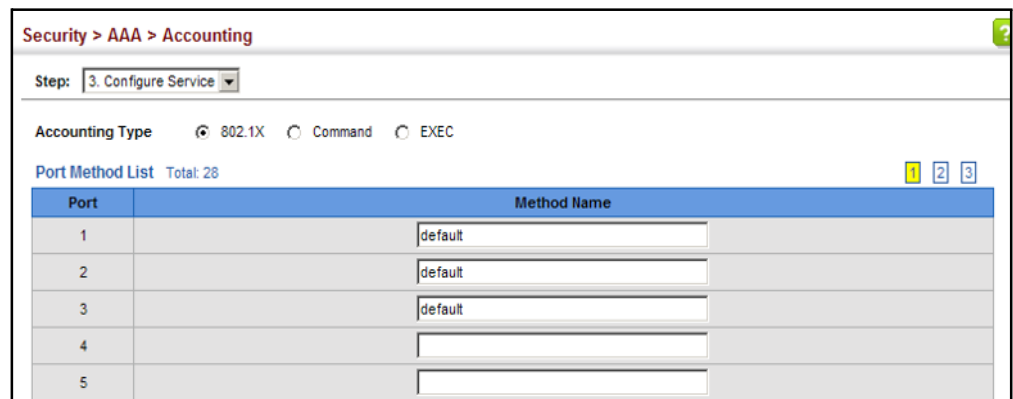 Security > AAA > Accounting ?
Step: 3. Configure Service
Accounting Type 802.1X Command EXEC
Port Method List Total: 28 1 2 3
Port Method Name
1 default
2 default
3 default
4
5